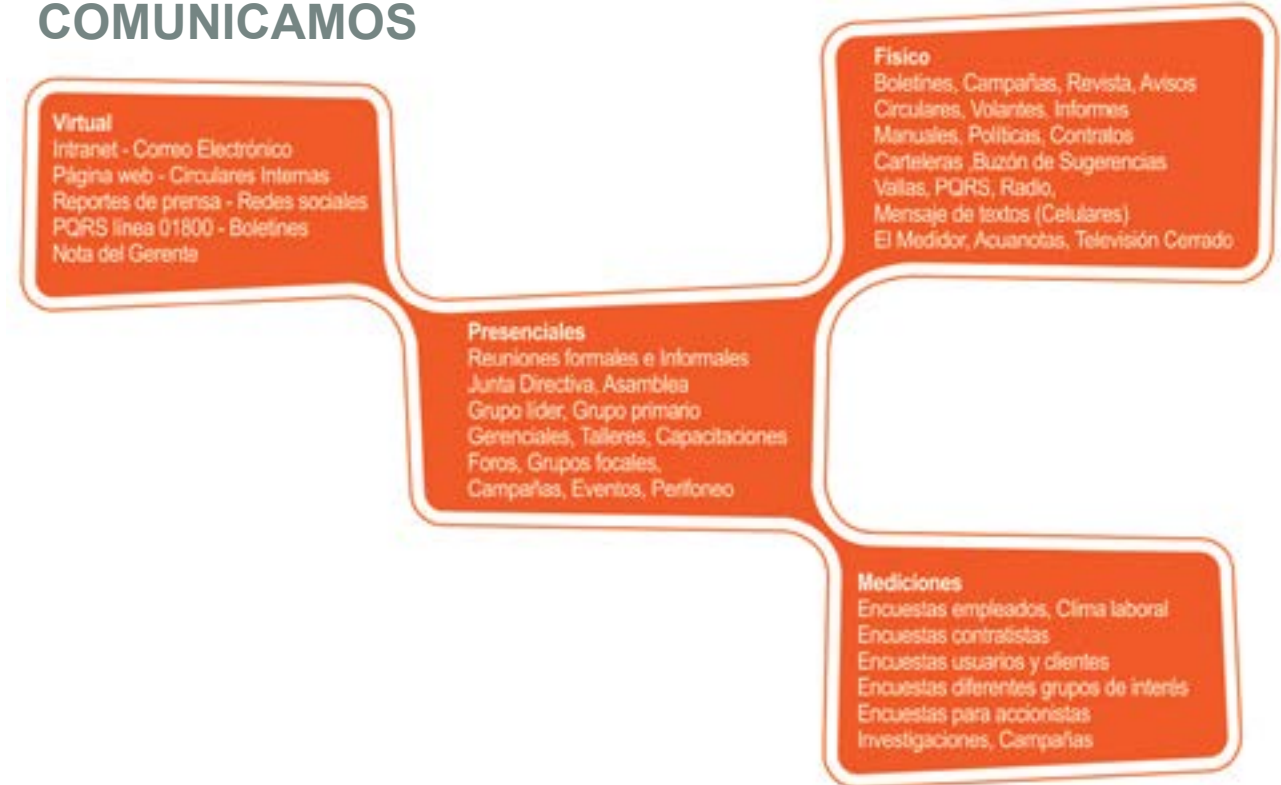 COMUNICAMOS
Virtual
Intranet - Correo Electrónico
Página web - Circulares Internas
Reportes de prensa - Redes sociales
PQRS línea 01800 - Boletines
Nota del Gerente
Físico
Boletines, Campañas, Revista, Avisos
Circulares, Volantes, Informes
Manuales, Políticas, Contratos
Carteleras ,Buzón de Sugerencias
Vallas, PQRS, Radio,
Mensaje de textos (Celulares)
El Medidor, Acuanotas, Televisión Cerrado
Presenciales
Reuniones formales e Informales
Junta Directiva, Asamblea
Grupo líder, Grupo primario
Gerenciales, Talleres, Capacitaciones
Foros, Grupos focales,
Campañas, Eventos, Perifoneo
Mediciones
Encuestas empleados, Clima laboral
Encuestas contratistas
Encuestas usuarios y clientes
Encuestas diferentes grupos de interés
Encuestas para accionistas
Investigaciones, Campañas